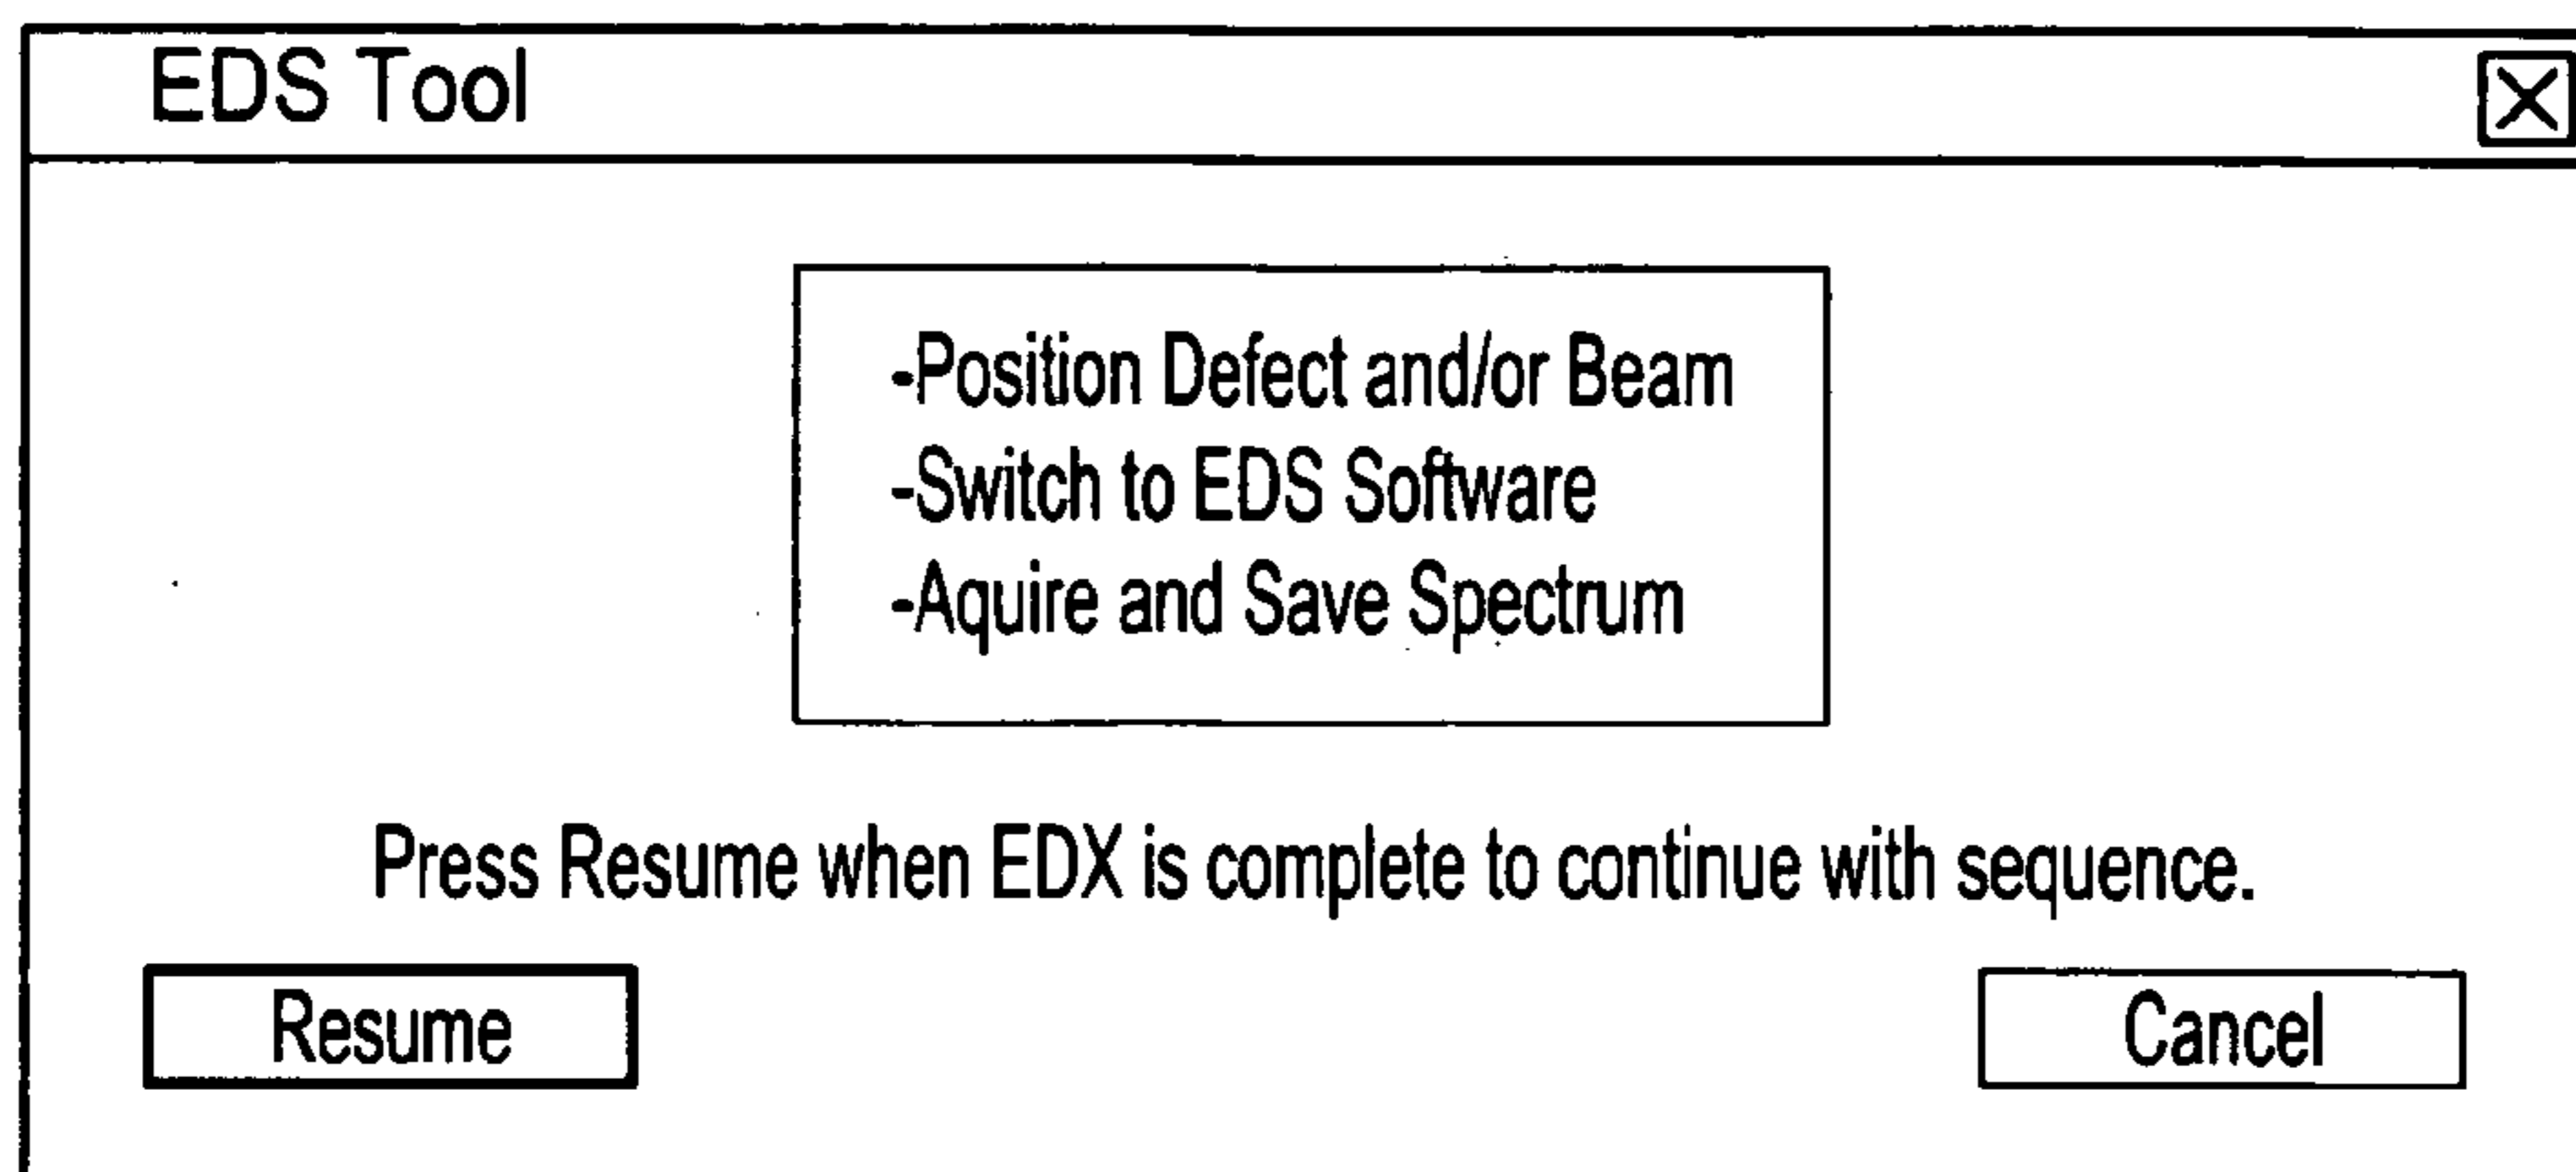 EDS Tool
-Position Defect and/or Beam
-Switch to EDS Software
-Aquire and Save Spectrum
Press Resume when EDX is complete to continue with sequence.
Resume
Cancel